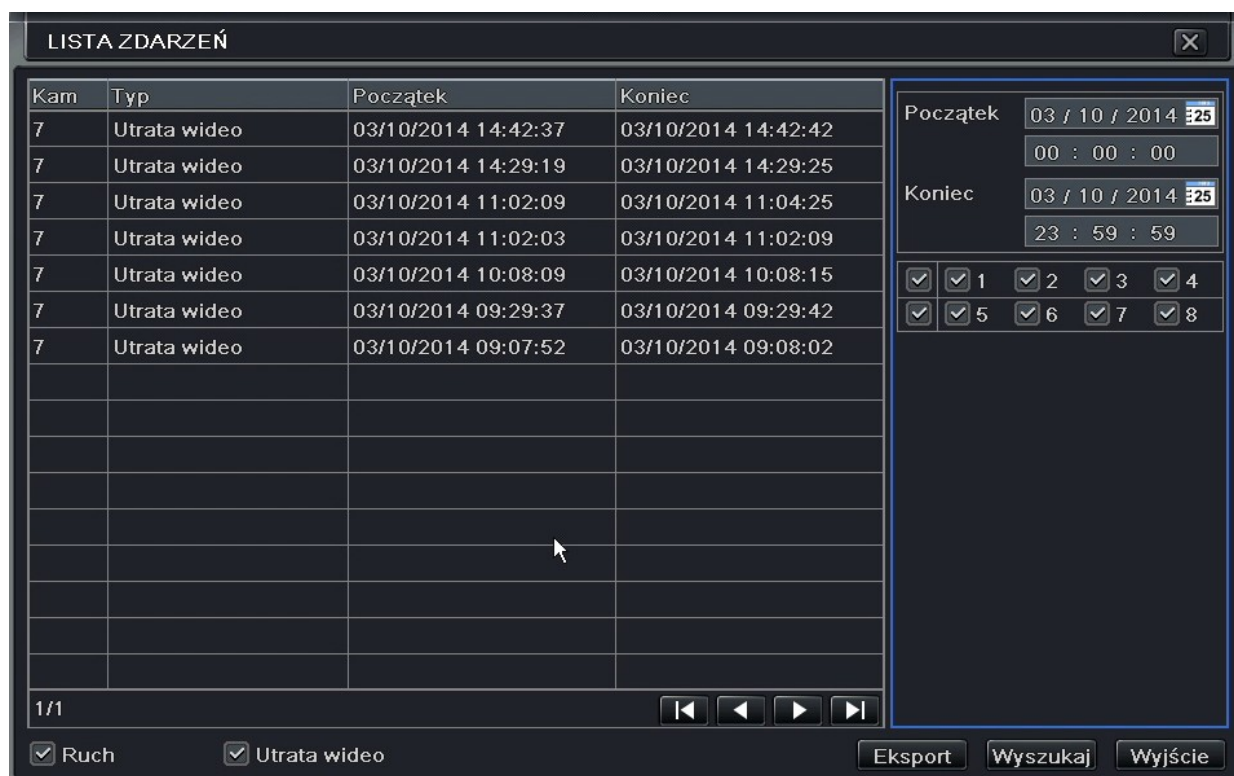 LISTA ZDARZEŃ
Kam Typ Początek Koniec
7 Utrata wideo 03/10/2014 14:42:37 03/10/2014 14:42:42
7 Utrata wideo 03/10/2014 14:29:19 03/10/2014 14:29:25
7 Utrata wideo 03/10/2014 11:02:09 03/10/2014 11:04:25
7 Utrata wideo 03/10/2014 11:02:03 03/10/2014 11:02:09
7 Utrata wideo 03/10/2014 10:08:09 03/10/2014 10:08:15
7 Utrata wideo 03/10/2014 09:29:37 03/10/2014 09:29:42
7 Utrata wideo 03/10/2014 09:07:52 03/10/2014 09:08:02
1/1
Początek 03 / 10 / 2014 25
00 : 00 : 00
Koniec 03 / 10 / 2014 25
23 : 59 : 59
1 2 3 4
5 6 7 8
Ruch Utrata wideo
Eksport Wyszukaj Wyjście